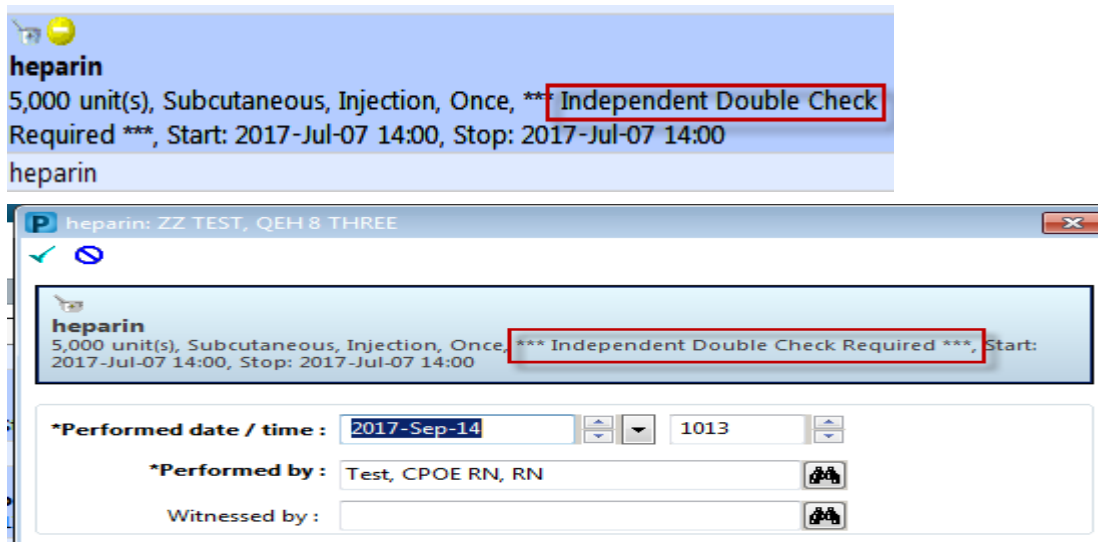 heparin
5,000 unit(s), Subcutaneous, Injection, Once, *** Independent Double Check
Required ***, Start: 2017-Jul-07 14:00, Stop: 2017-Jul-07 14:00
heparin
P heparin: ZZ TEST, QEH 8 THREE
heparin
5,000 unit(s), Subcutaneous, Injection, Once, *** Independent Double Check Required ***, Start:
2017-Jul-07 14:00, Stop: 2017-Jul-07 14:00
*Performed date / time : 2017-Sep-14 1013
*Performed by : Test, CPOE RN, RN
Witnessed by :